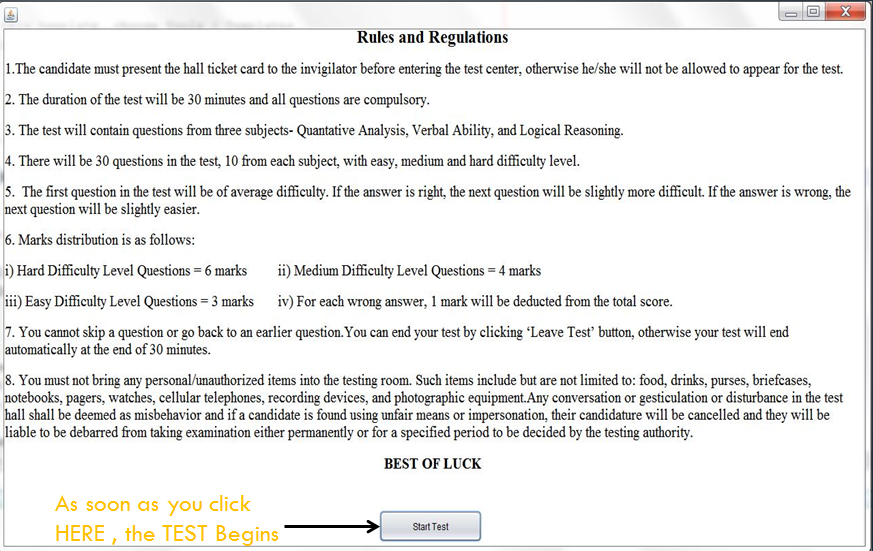 Rules and Regulations
1.The candidate must present the hall ticket card to the invigilator before entering the test center, otherwise he/she will not be allowed to appear for the test.
2. The duration of the test will be 30 minutes and all questions are compulsory.
3. The test will contain questions from three subjects- Quantative Analysis, Verbal Ability, and Logical Reasoning.
4. There will be 30 questions in the test, 10 from each subject, with easy, medium and hard difficulty level.
5.  The first question in the test will be of average difficulty. If the answer is right, the next question will be slightly more difficult. If the answer is wrong, the
next question will be slightly easier.
6. Marks distribution is as follows:
i) Hard Difficulty Level Questions = 6 marks ii) Medium Difficulty Level Questions = 4 marks
iii) Easy Difficulty Level Questions = 3 marks iv) For each wrong answer, 1 mark will be deducted from the total score.
7. You cannot skip a question or go back to an earlier question.You can end your test by clicking ‘Leave Test’ button, otherwise your test will end
automatically at the end of 30 minutes.
8. You must not bring any personal/unauthorized items into the testing room. Such items include but are not limited to: food, drinks, purses, briefcases,
notebooks, pagers, watches, cellular telephones, recording devices, and photographic equipment.Any conversation or gesticulation or disturbance in the test
hall shall be deemed as misbehavior and if a candidate is found using unfair means or impersonation, their candidature will be cancelled and they will be
liable to be debarred from taking examination either permanently or for a specified period to be decided by the testing authority.
BEST OF LUCK
As soon as you click
HERE , the TEST Begins
Start Test